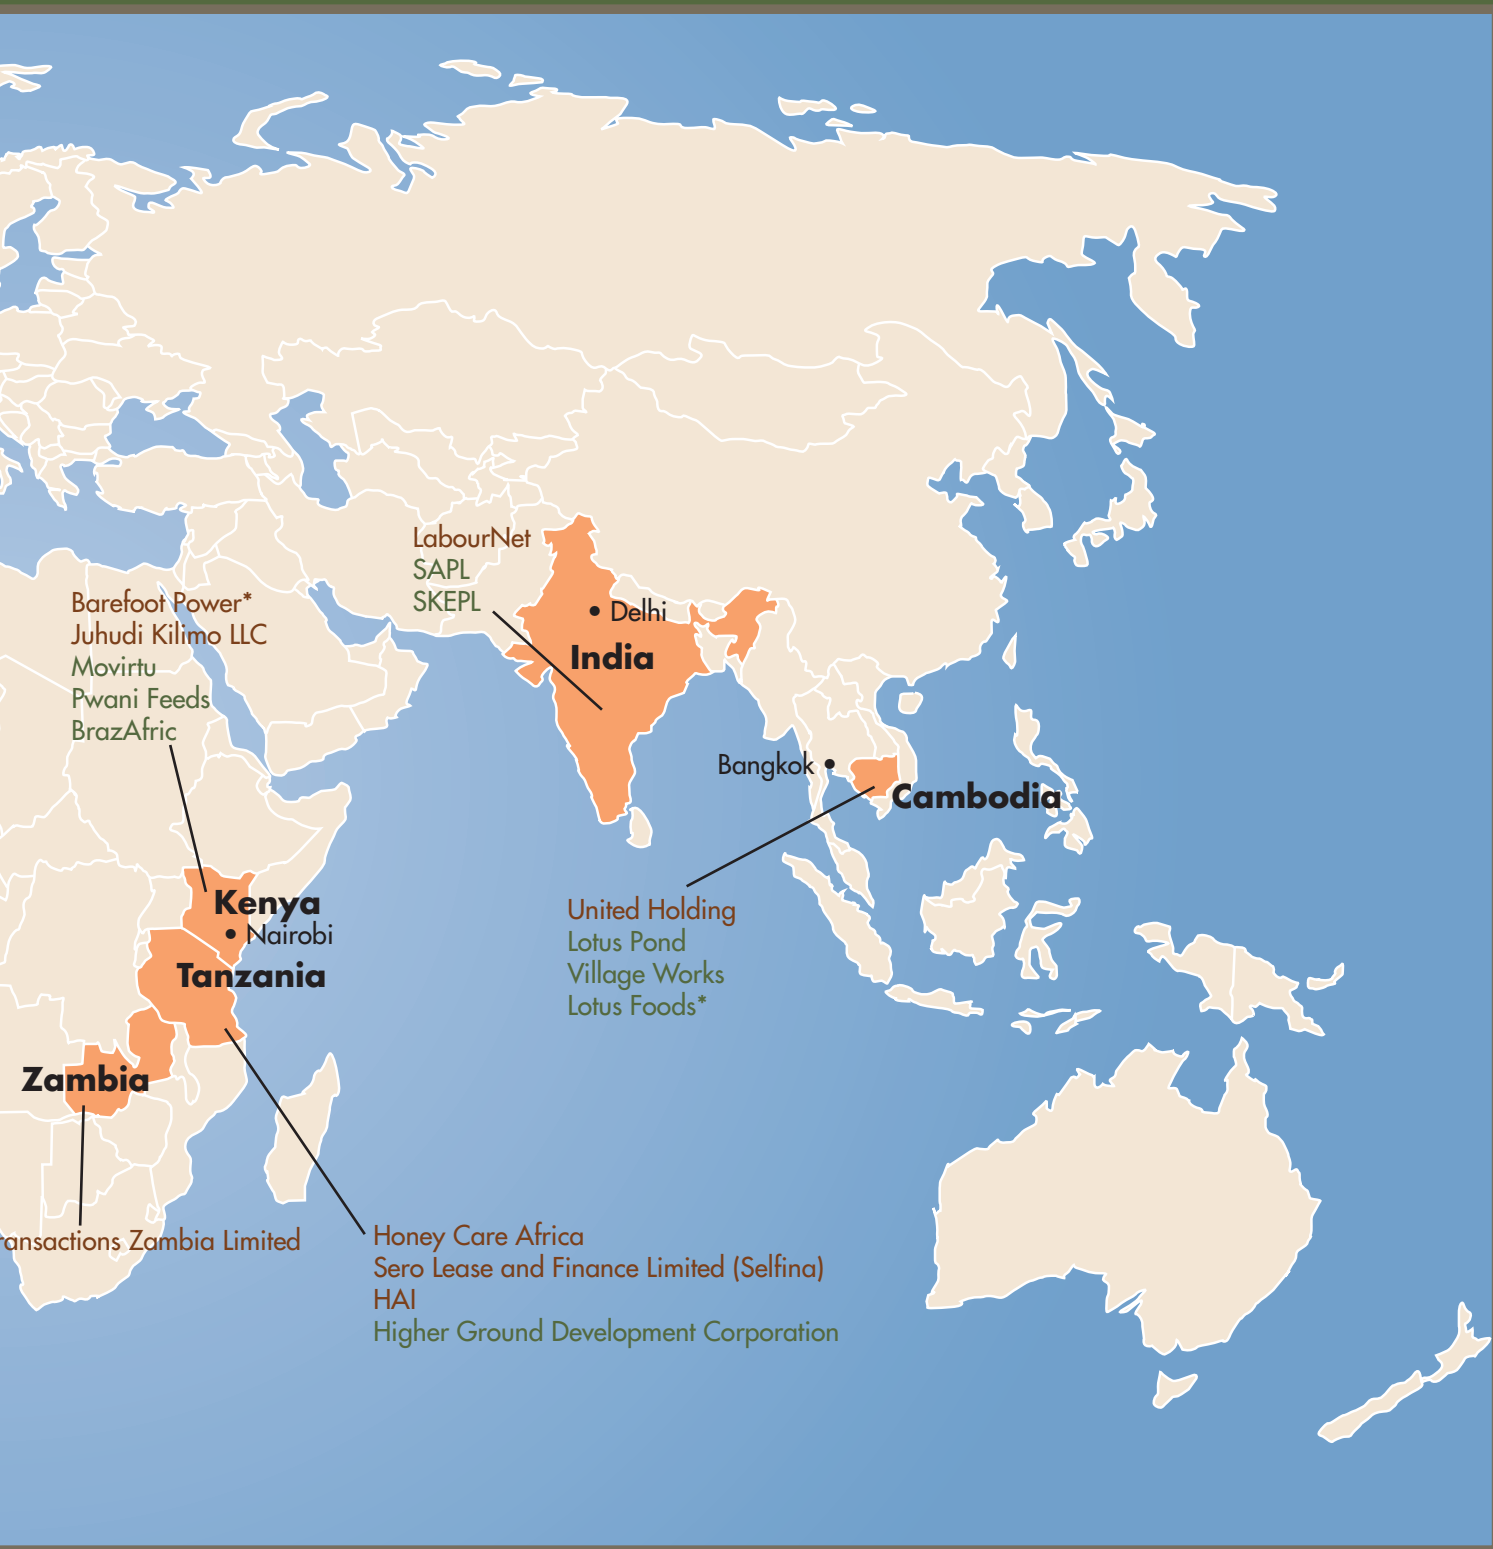 LabourNet
SAPL
SKEPL
Delhi
India
Barefoot Power*
Juhudi Kilimo LLC
Movirtu
Pwani Feeds
BrazAfric
Bangkok
Cambodia
Kenya
Nairobi
Tanzania
United Holding
Lotus Pond
Village Works
Lotus Foods*
Zambia
ransactions Zambia Limited
Honey Care Africa
Sero Lease and Finance Limited (Selfina)
HAI
Higher Ground Development Corporation